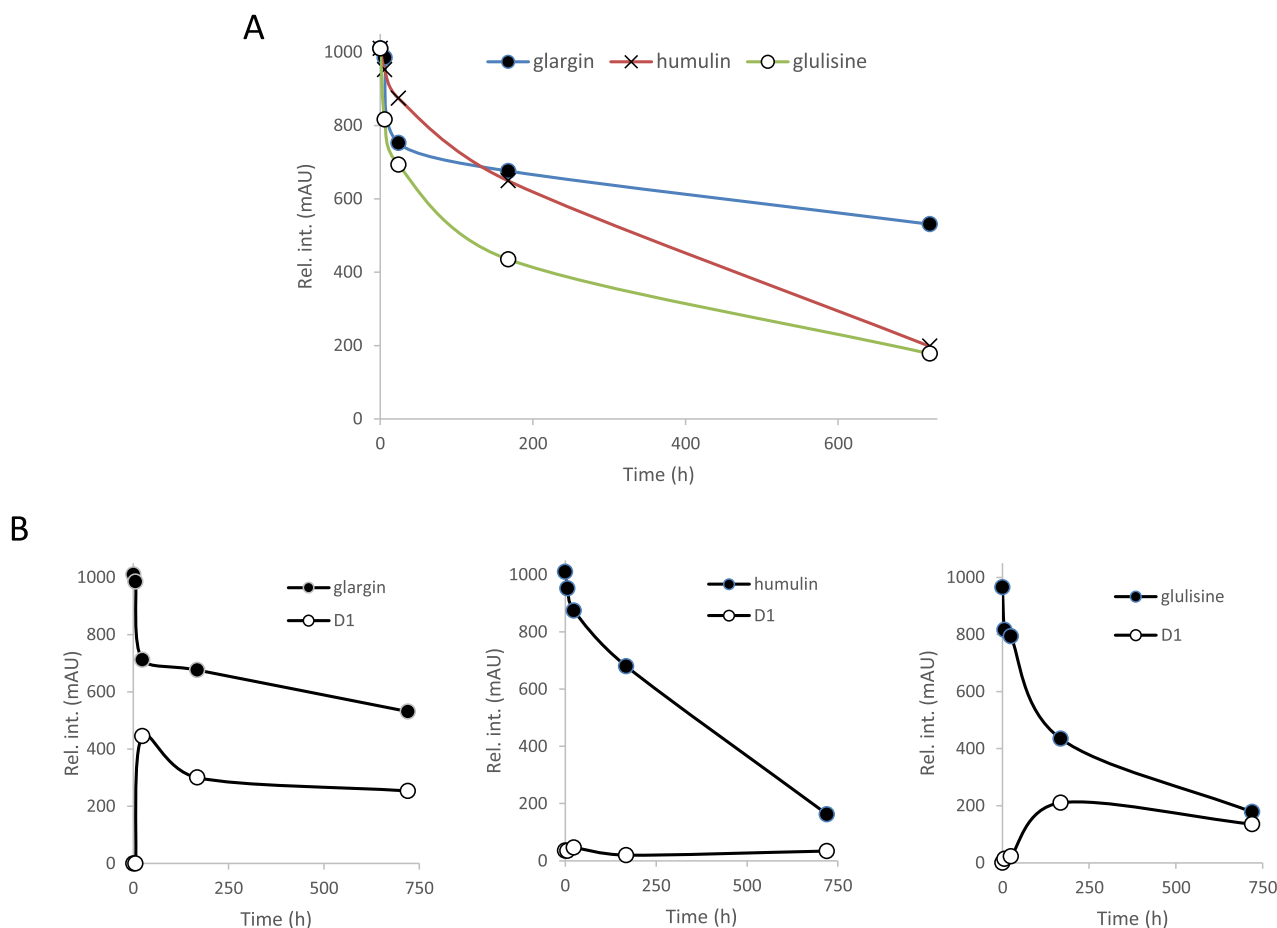 A
glargin humulin glulisine
1000
800
600
400
200
0
Rel. int. (mAU)
0 200 400 600
Time (h)
B
1000
800
600
400
200
0
Rel. int. (mAU)
glargin
D1
0 250 500 750
Time (h)
1000
800
600
400
200
0
Rel. int. (mAU)
humulin
D1
0 250 500 750
Time (h)
1000
800
600
400
200
0
Rel. int. (mAU)
glulisine
D1
0 250 500 750
Time (h)